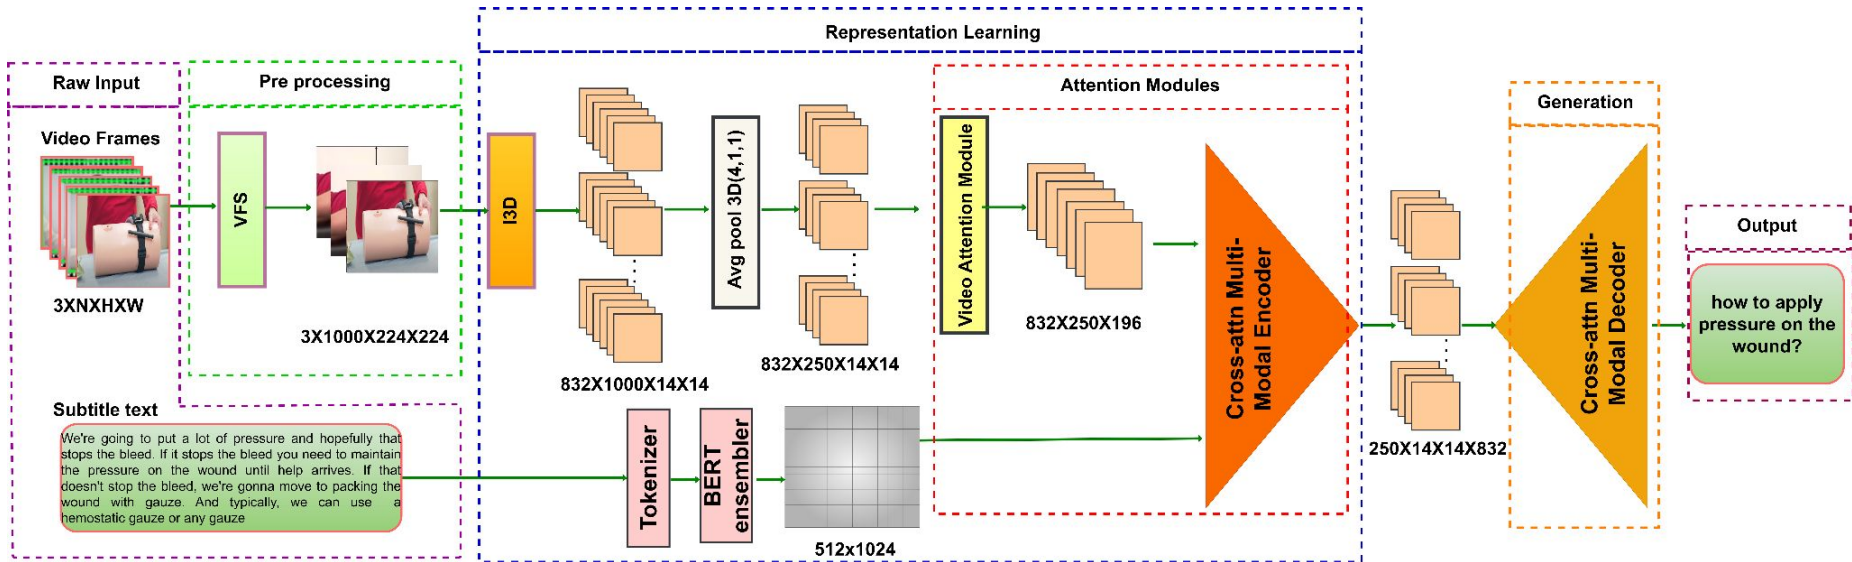 Representation Learning
Raw Input
Pre processing
Attention Modules
Generation
Video Frames
VFS
I3D
Avg pool 3D(4,1,1)
Video Attention Module
Cross-attn Multi-
Modal Encoder
Cross-attn Multi-
Modal Decoder
Output
how to apply
pressure on the
wound?
3XNXHXW
3X1000X224X224
832X1000X14X14
832X250X14X14
832X250X196
250X14X14X832
Subtitle text
We're going to put a lot of pressure and hopefully that
stops the bleed. If it stops the bleed you need to maintain
the pressure on the wound until help arrives. If that
doesn't stop the bleed, we're gonna move to packing the
wound with gauze. And typically, we can use a
hemostatic gauze or any gauze
Tokenizer
BERT
ensembler
512x1024